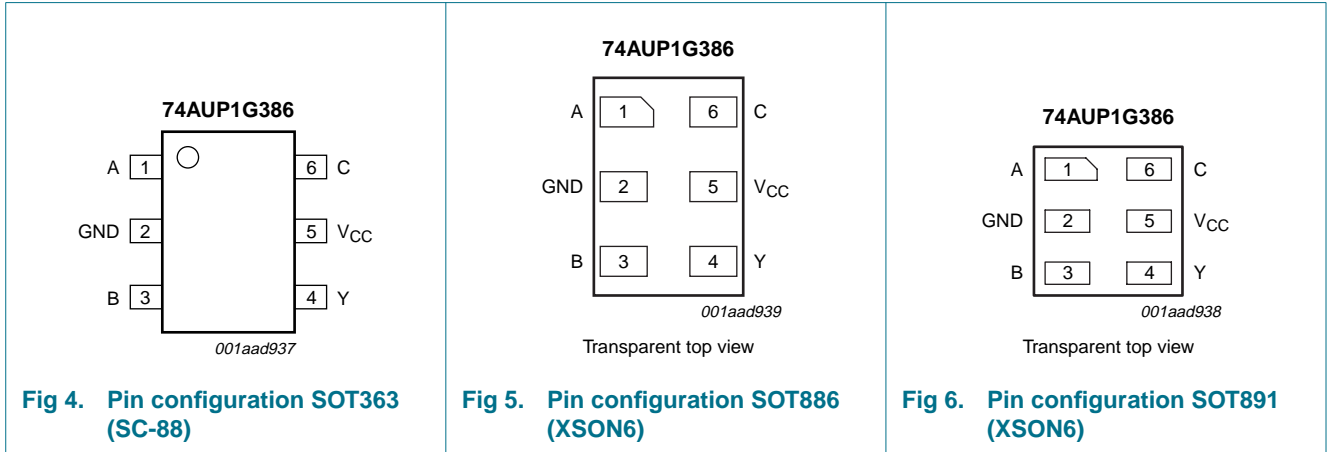 74AUP1G386
A 1 6 C
GND 2 5 VCC
B 3 4 Y
001aad937
Fig 4. Pin configuration SOT363
(SC-88)
74AUP1G386
A 1 6 C
GND 2 5 VCC
B 3 4 Y
001aad939
Transparent top view
Fig 5. Pin configuration SOT886
(XSON6)
74AUP1G386
A 1 6 C
GND 2 5 VCC
B 3 4 Y
001aad938
Transparent top view
Fig 6. Pin configuration SOT891
(XSON6)